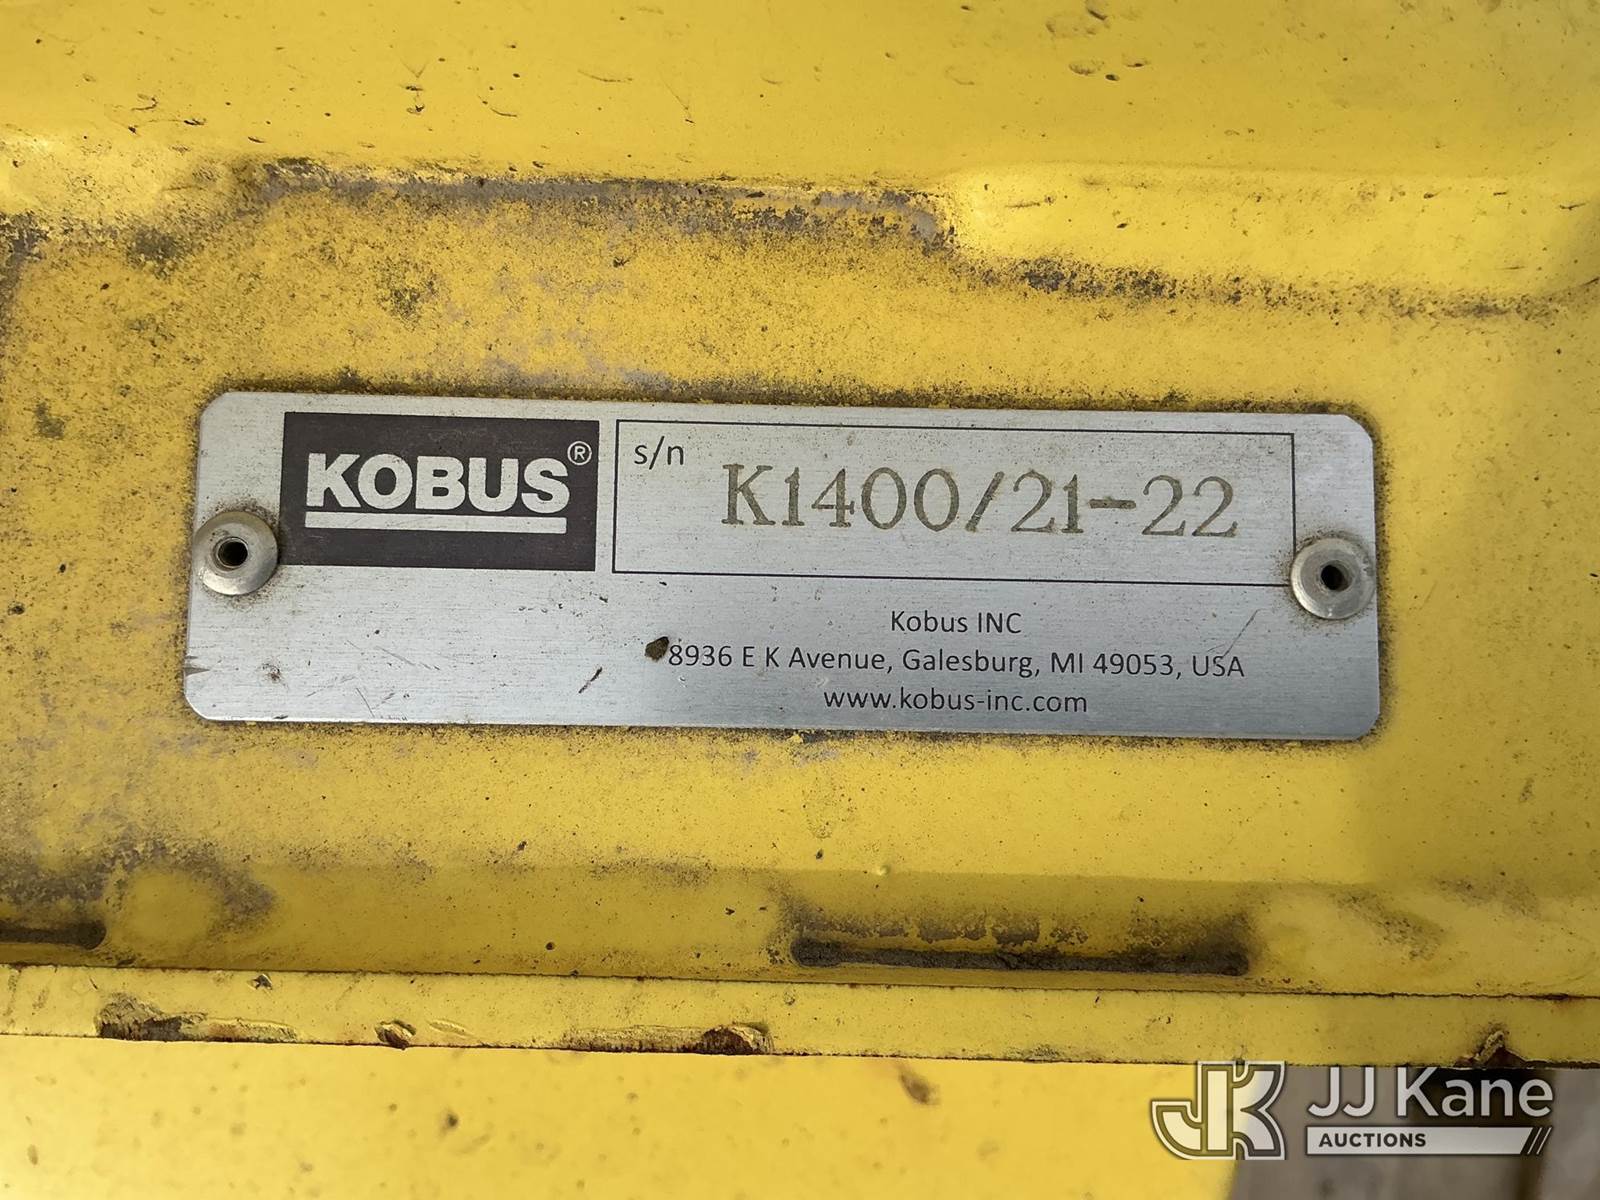 KOBUS®
s/n K1400/21-22
Kobus INC
8936 E K Avenue, Galesburg, MI 49053, USA
www.kobus-inc.com
JK JJ Kane
AUCTIONS